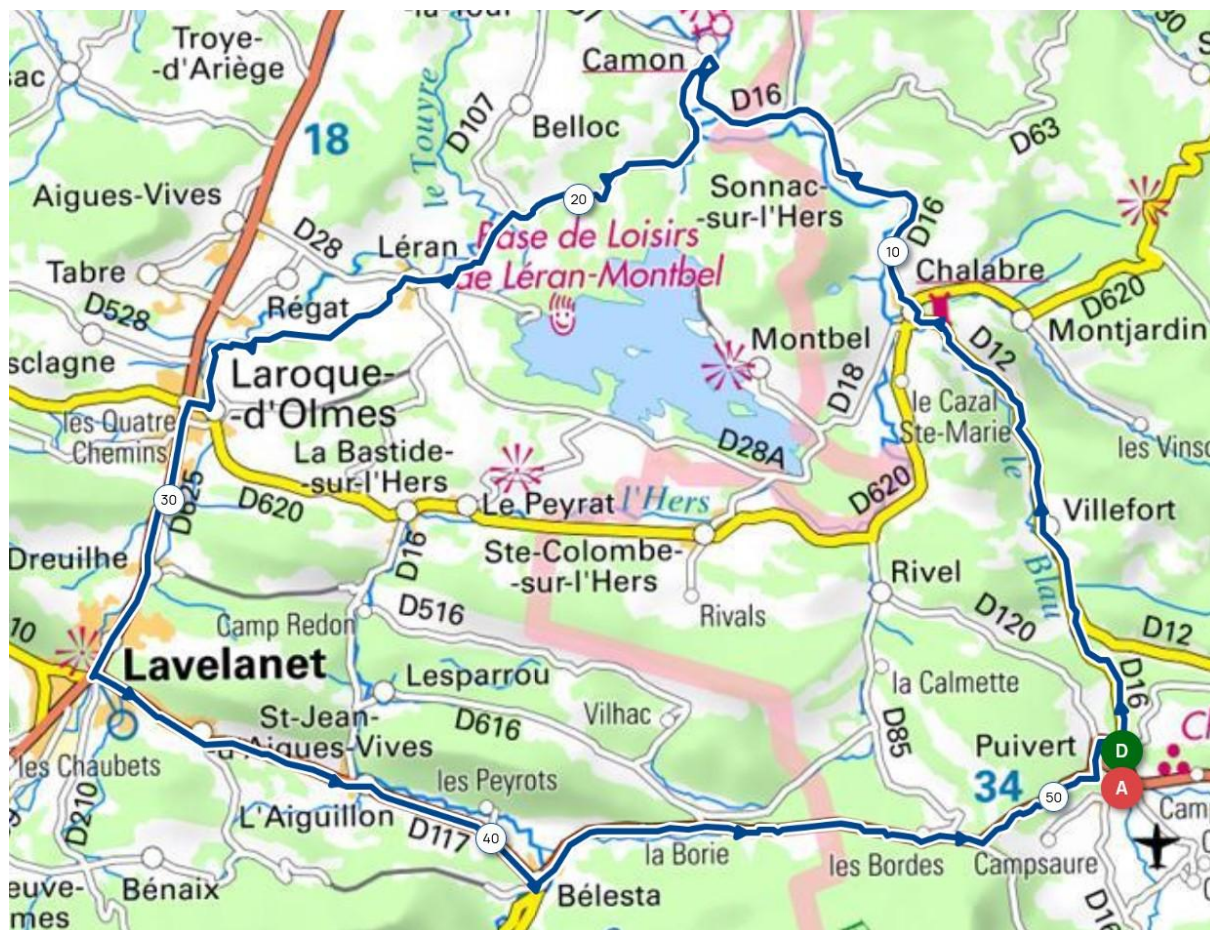 Troye-
-d'Ariège
18
le Touyre
D107
Belloc
Camon
D16
D63
Aigues-Vives
D28
Tabre
Léran
Régat
D528
20
Base de Loisirs
de Léran-Montbel
Sonnac-
-sur-l'Hers
D16
10
Chalabre
D620
Montjardin
Montbel
D12
D18
le Cazal
Ste-Marie
les Quatre
Chemins
Laroque-
-d'Olmes
La Bastide-
-sur-l'Hers
D28A
le
30
D625
D620
Le Peyrat
l'Hers
D620
Villefort
Dreuilhe
D16
Ste-Colombe-
-sur-l'Hers
Rivel
Blau
Camp Redon
D516
Rivals
D120
D12
Lavelanet
Lesparrou
la Calmette
D16
St-Jean-
-d'Aigues-Vives
D616
Vilhac
D85
Puivert
D
les Chaubets
les Peyrots
34
50
A
D210
L'Aiguillon
D117
40
la Borie
les Bordes
Campsaure
Bénaix
Bélesta